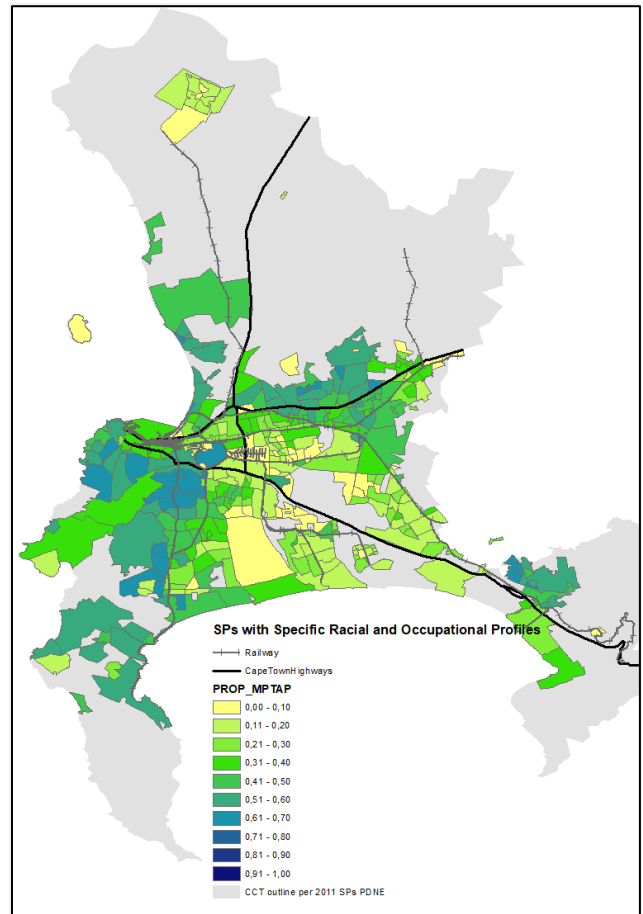 SPs with Specific Racial and Occupational Profiles
Railway
CapeTownHighways
PROP_MPTAP
0,00 - 0,10
0,11 - 0,20
0,21 - 0,30
0,31 - 0,40
0,41 - 0,50
0,51 - 0,60
0,61 - 0,70
0,71 - 0,80
0,81 - 0,90
0,91 - 1,00
CCT outline per 2011 SPs PDNE